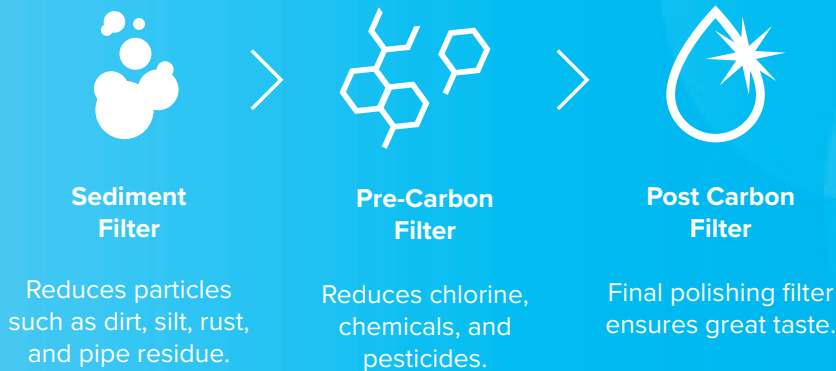 Sediment
Filter
Reduces particles
such as dirt, silt, rust,
and pipe residue.
Pre-Carbon
Filter
Reduces chlorine,
chemicals, and
pesticides.
Post Carbon
Filter
Final polishing filter
ensures great taste.